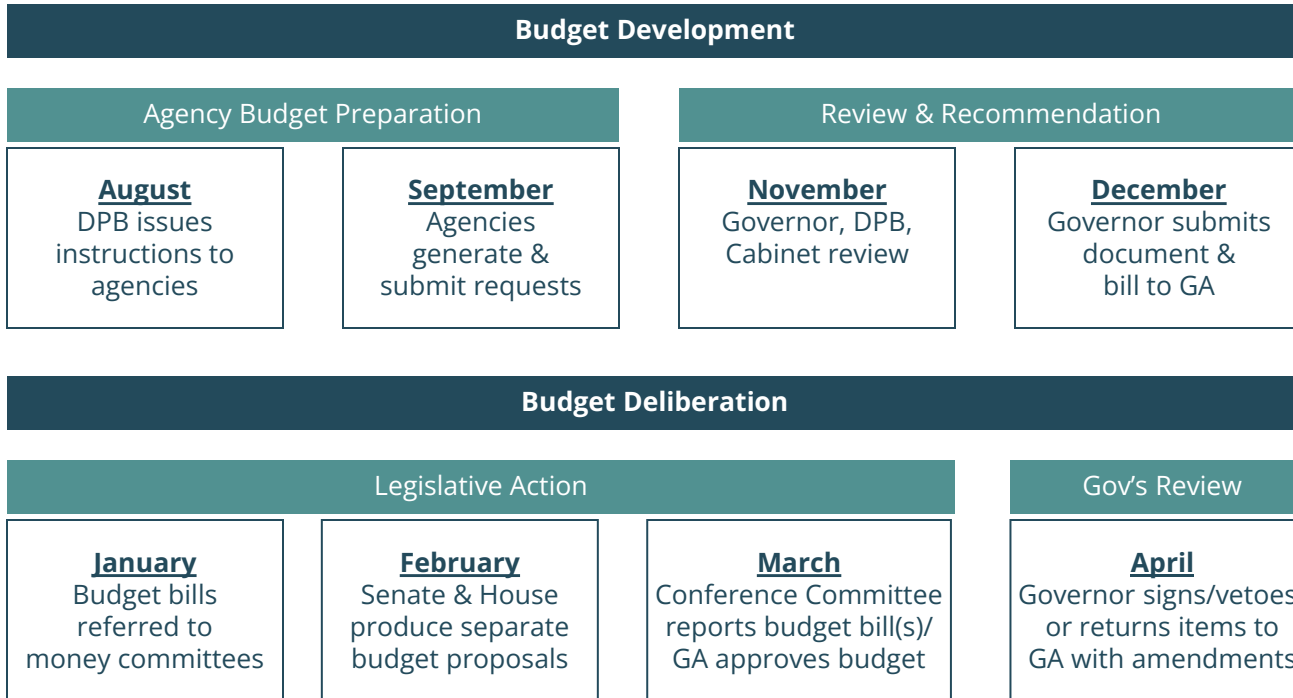 Budget Development
Agency Budget Preparation
Review & Recommendation
August
DPB issues
instructions to
agencies
September
Agencies
generate &
submit requests
November
Governor, DPB,
Cabinet review
December
Governor submits
document &
bill to GA
Budget Deliberation
Legislative Action
Gov's Review
January
Budget bills
referred to
money committees
February
Senate & House
produce separate
budget proposals
March
Conference Committee
reports budget bill(s)/
GA approves budget
April
Governor signs/vetoes
or returns items to
GA with amendments